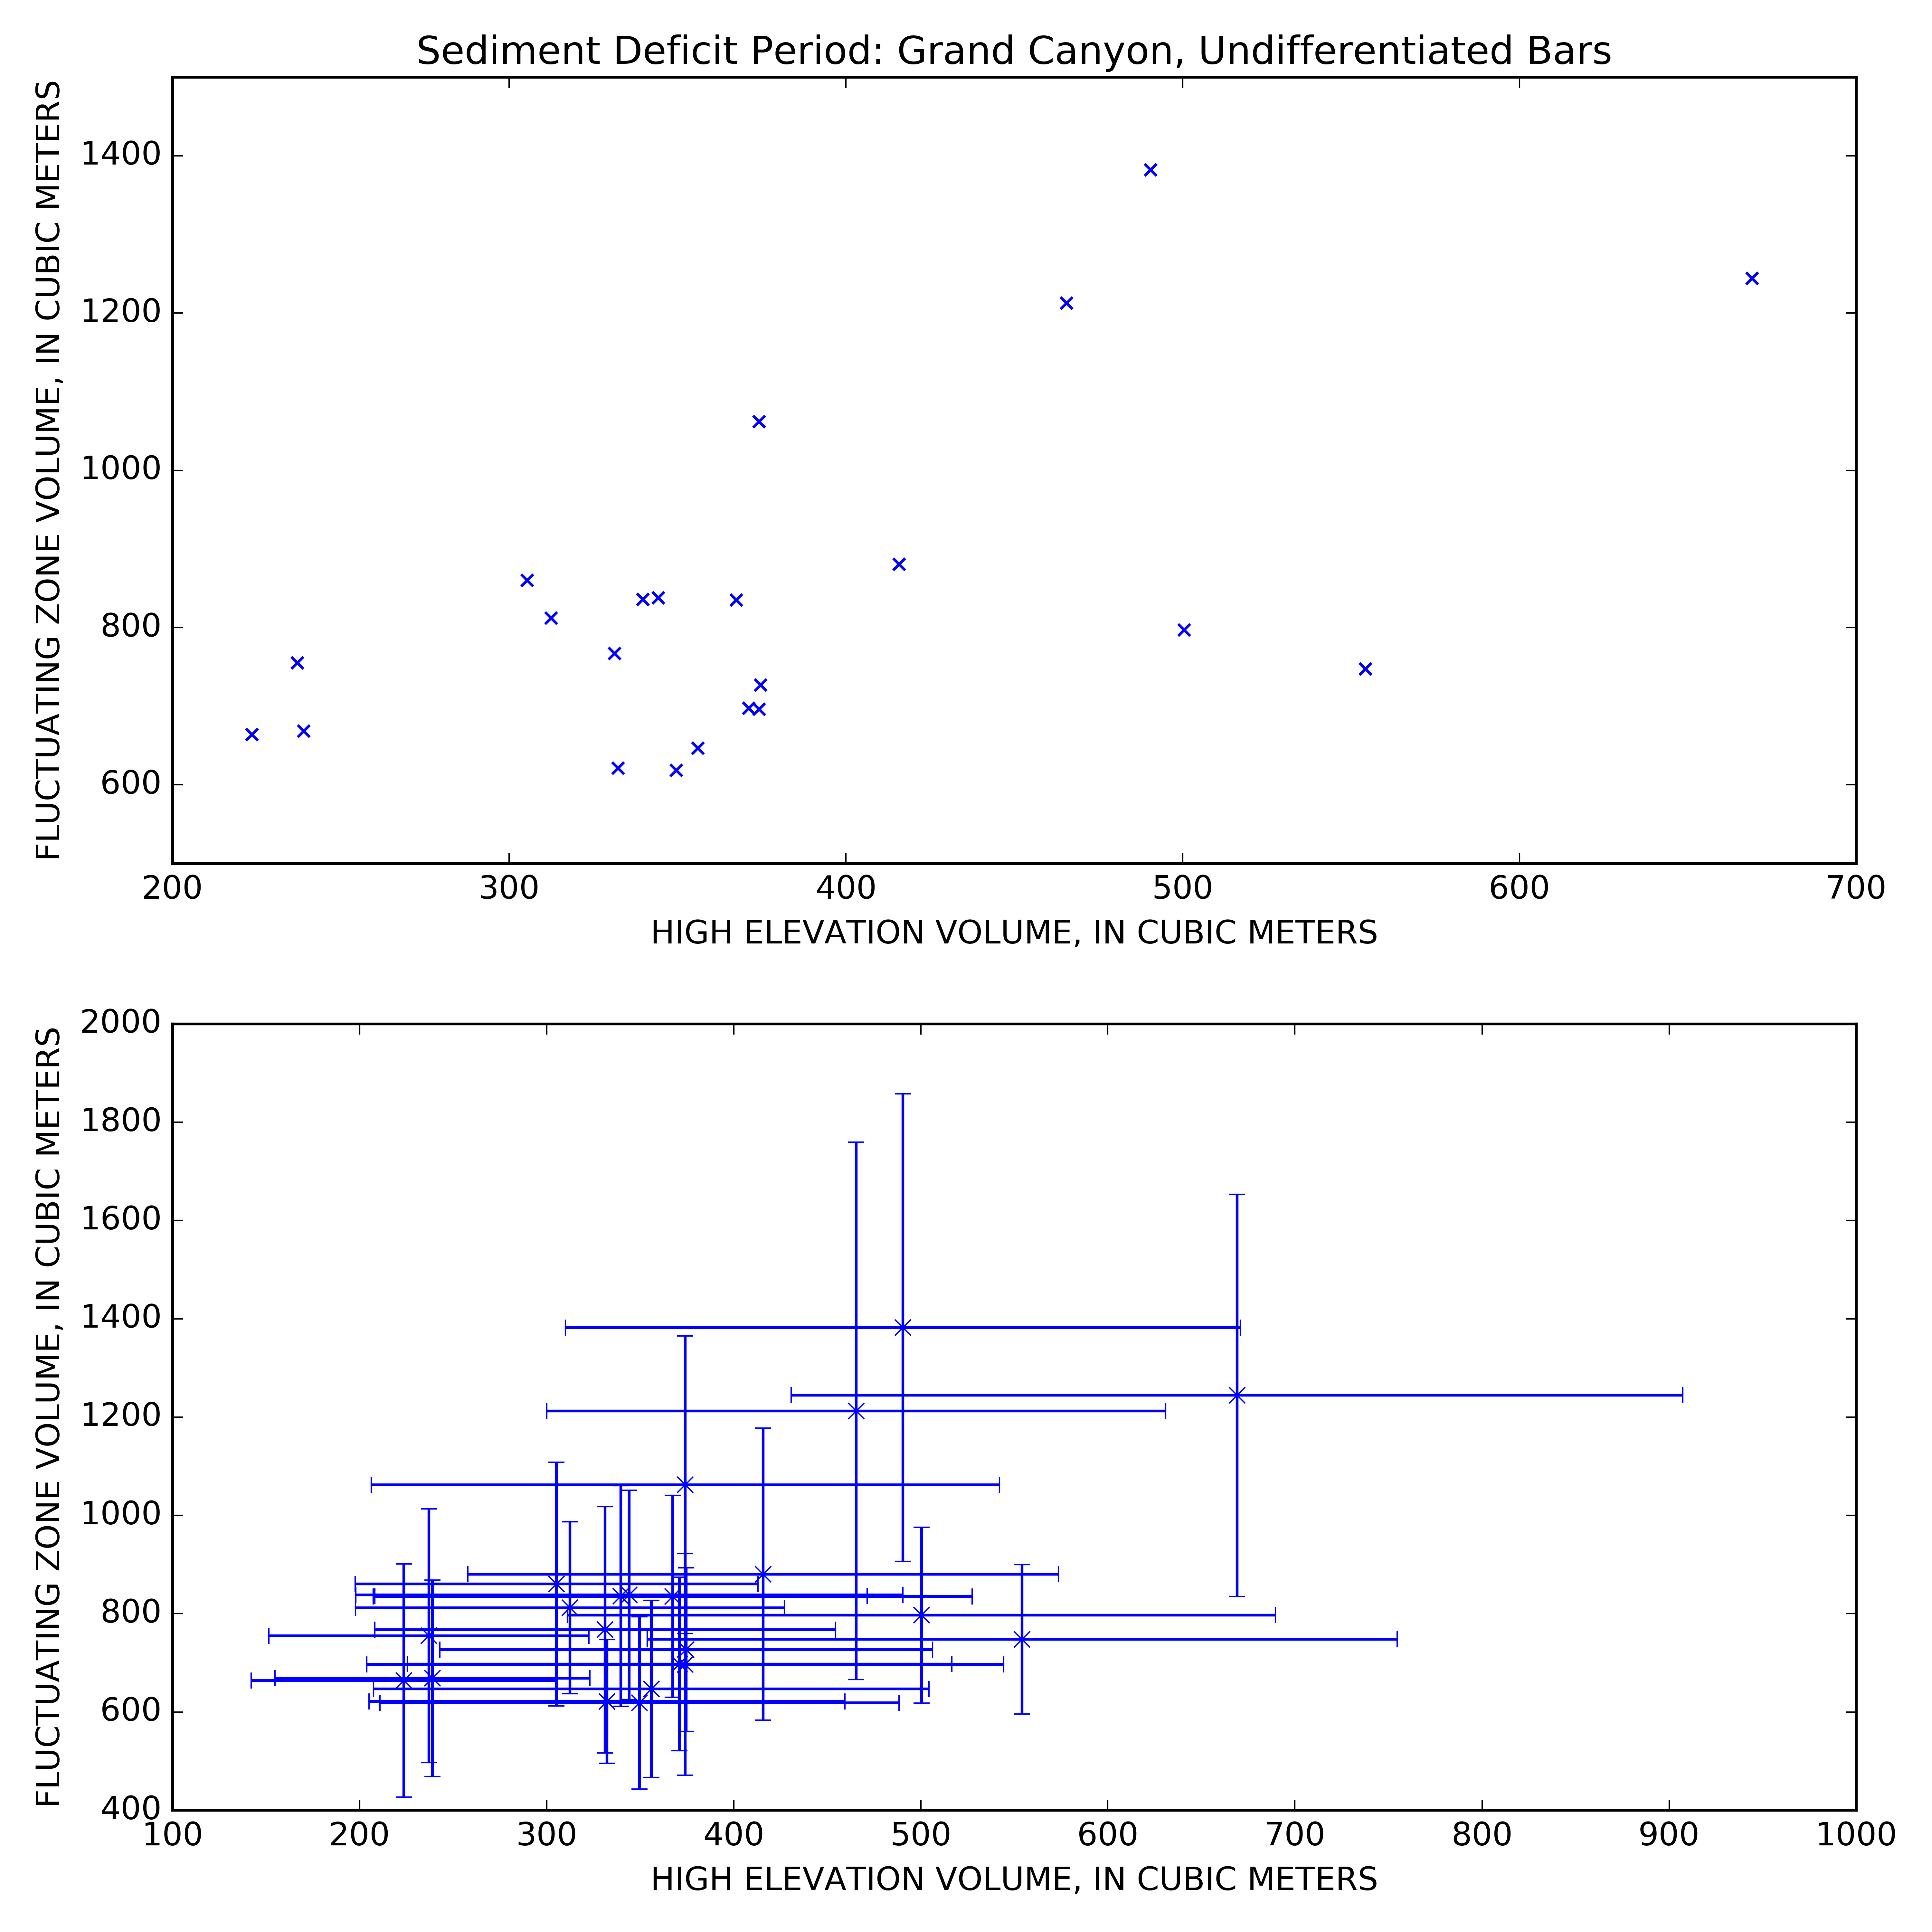 Sediment Deficit Period: Grand Canyon, Undifferentiated Bars
FLUCTUATING ZONE VOLUME, IN CUBIC METERS
1400
1200
1000
800
600
200 300 400 500 600 700
HIGH ELEVATION VOLUME, IN CUBIC METERS
FLUCTUATING ZONE VOLUME, IN CUBIC METERS
2000
1800
1600
1400
1200
1000
800
600
400
100 200 300 400 500 600 700 800 900 1000
HIGH ELEVATION VOLUME, IN CUBIC METERS